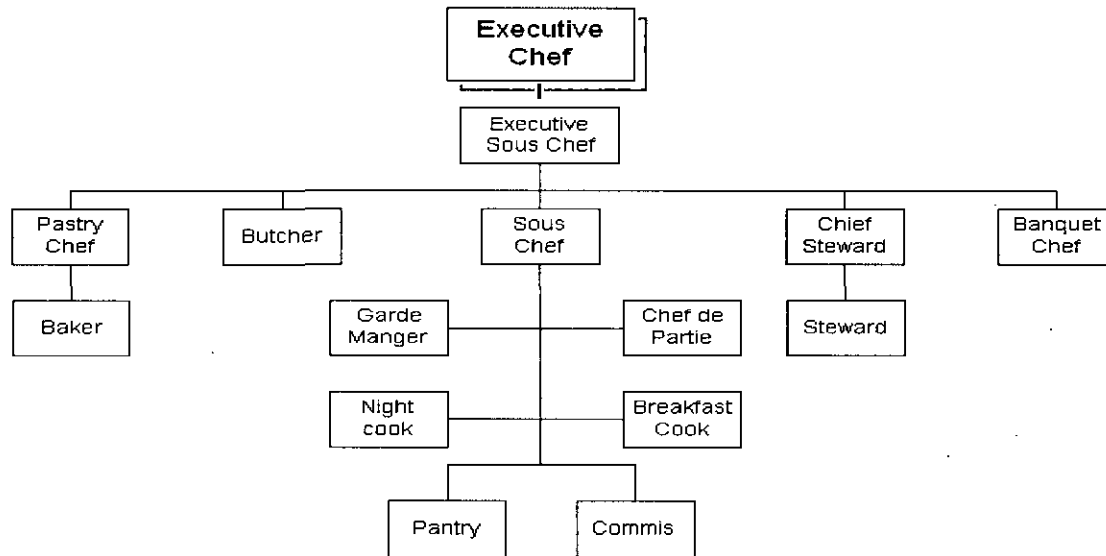 Executive
Chef
Executive
Sous Chef
Pastry
Chef
Butcher
Sous
Chef
Chief
Steward
Banquet
Chef
Baker
Garde
Manger
Chef de
Partie
Steward
Night
cook
Breakfast
Cook
Pantry
Commis